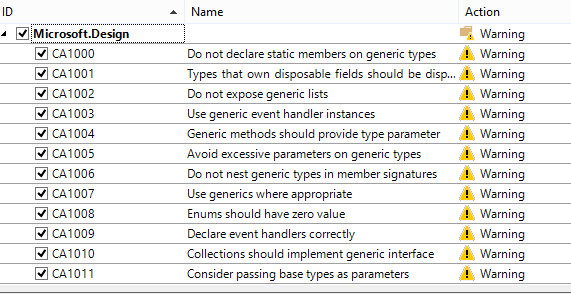 ID Name Action
Microsoft.Design Warning
CA1000 Do not declare static members on generic types Warning
CA1001 Types that own disposable fields should be disp... Warning
CA1002 Do not expose generic lists Warning
CA1003 Use generic event handler instances Warning
CA1004 Generic methods should provide type parameter Warning
CA1005 Avoid excessive parameters on generic types Warning
CA1006 Do not nest generic types in member signatures Warning
CA1007 Use generics where appropriate Warning
CA1008 Enums should have zero value Warning
CA1009 Declare event handlers correctly Warning
CA1010 Collections should implement generic interface Warning
CA1011 Consider passing base types as parameters Warning